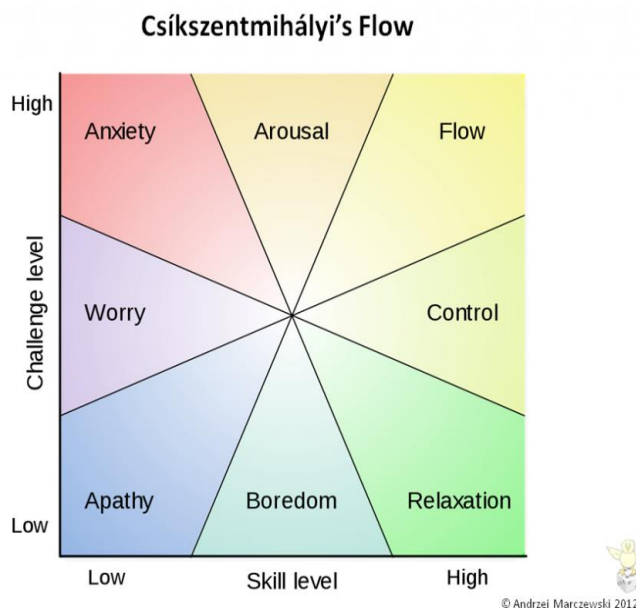 Csíkszentmihályi's Flow
High
Anxiety
Arousal
Flow
Challenge level
Worry
Control
Apathy
Boredom
Relaxation
Low
Low
Skill level
High
© Andrzej Marczewski 2012